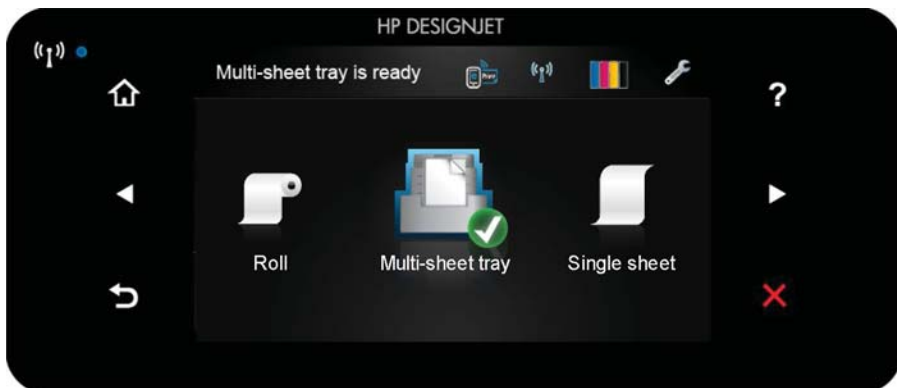 HP DESIGNJET
Multi-sheet tray is ready
?
Roll
Multi-sheet tray
Single sheet